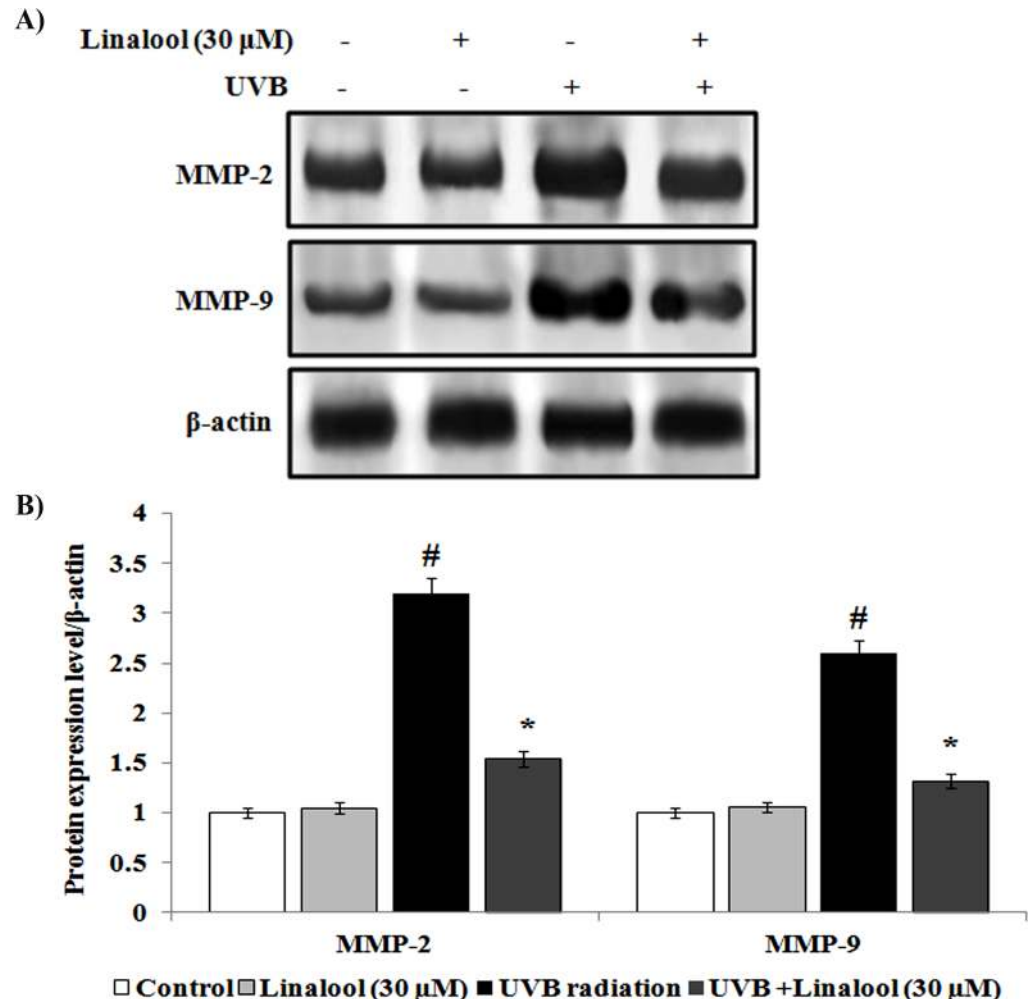 A)
Linalool (30 µM) - + - +
UVB - - + +
MMP-2
MMP-9
β-actin
B)
Protein expression level/β-actin
4
3.5
3
2.5
2
1.5
1
0.5
0
#
*
#
*
MMP-2 MMP-9
Control Linalool (30 µM) UVB radiation UVB +Linalool (30 µM)